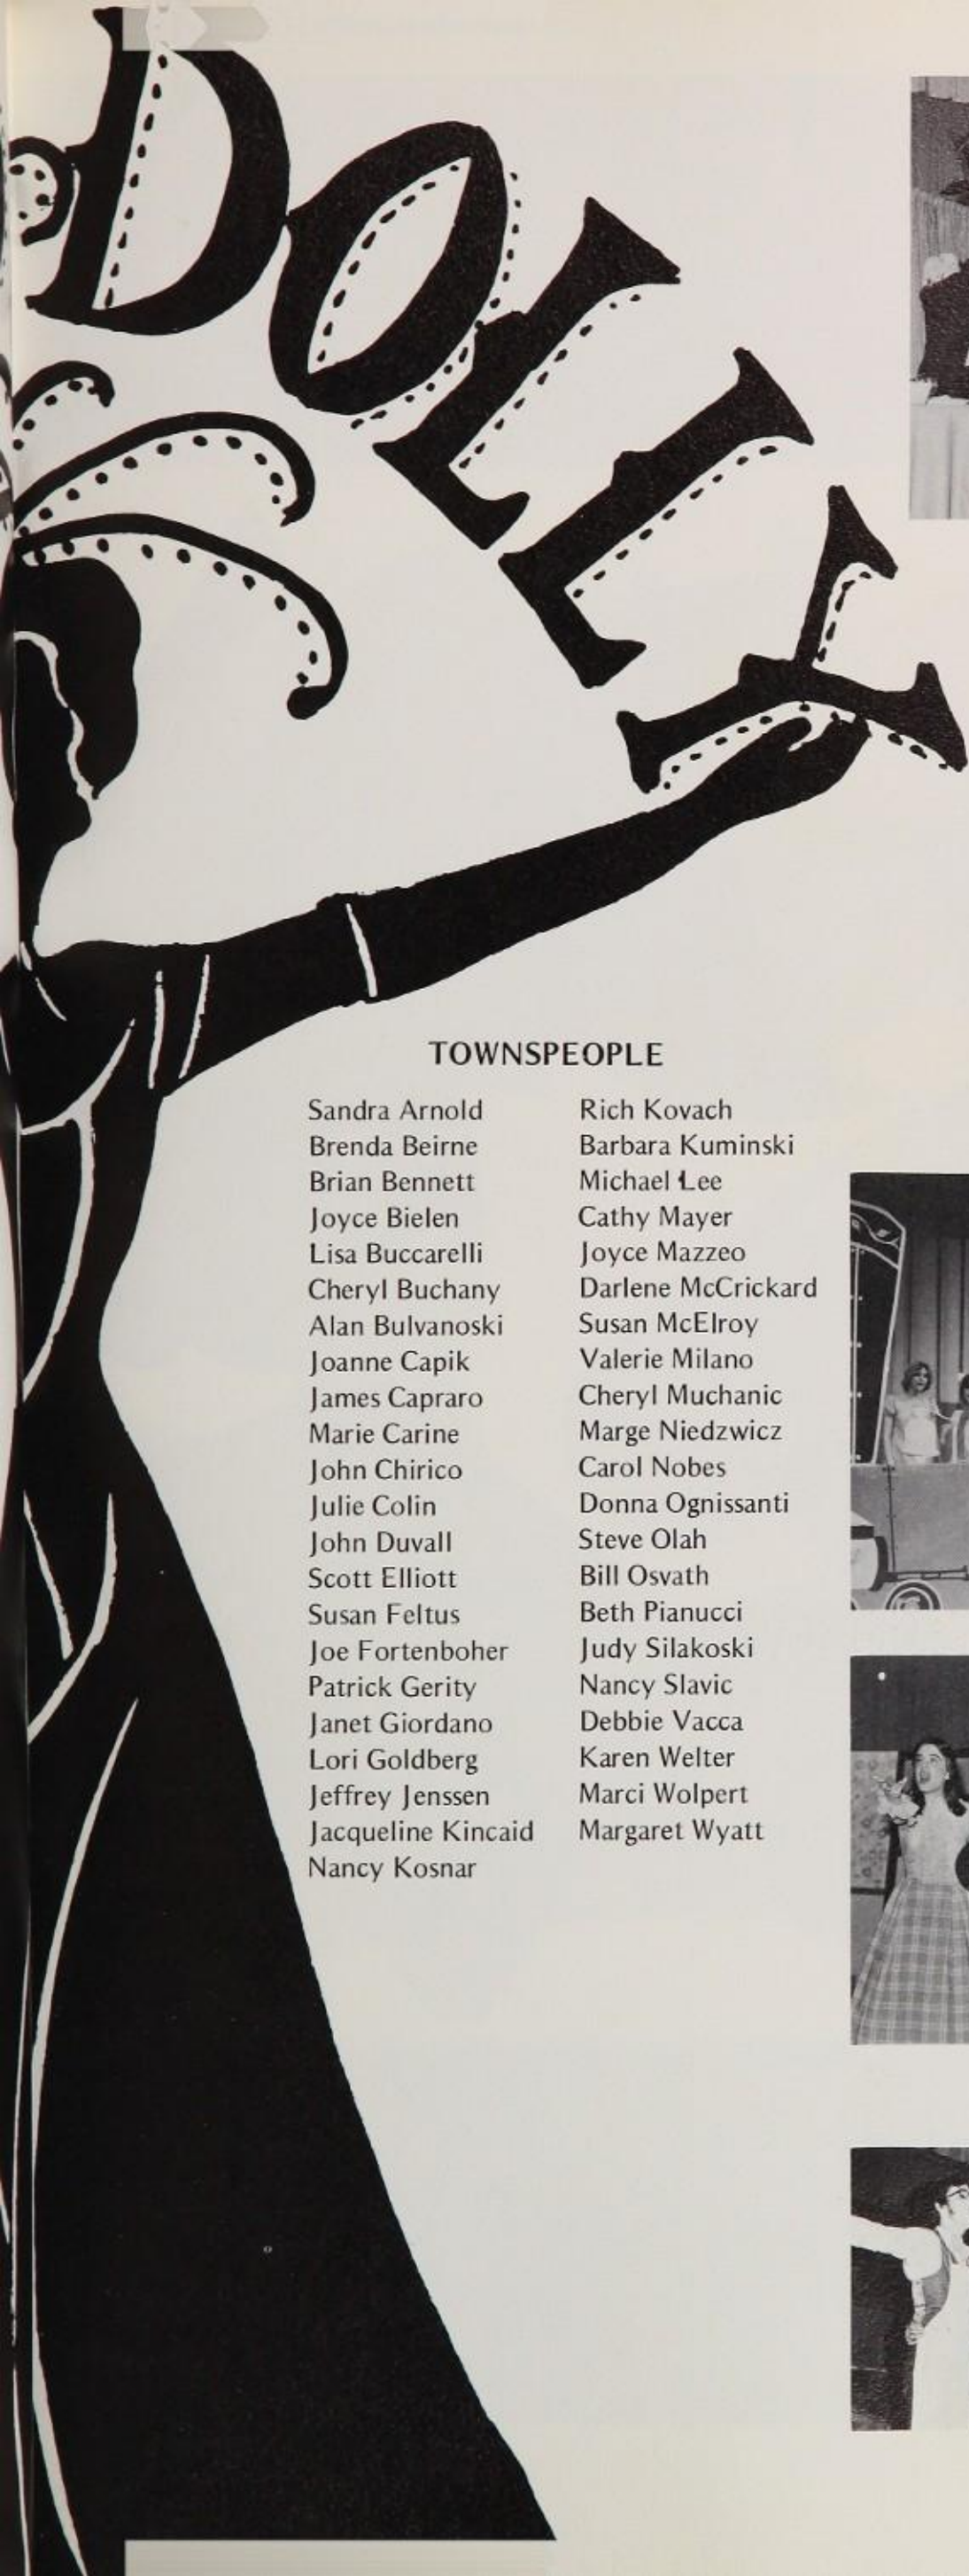 DOLLY
TOWNSPEOPLE
Sandra Arnold
Brenda Beirne
Brian Bennett
Joyce Bielen
Lisa Buccarelli
Cheryl Buchany
Alan Bulvanoski
Joanne Capik
James Capraro
Marie Carine
John Chirico
Julie Colin
John Duvall
Scott Elliott
Susan Feltus
Joe Fortenboher
Patrick Gerity
Janet Giordano
Lori Goldberg
Jeffrey Jenssen
Jacqueline Kincaid
Nancy Kosnar
Rich Kovach
Barbara Kuminski
Michael Lee
Cathy Mayer
Joyce Mazzeo
Darlene McCrickard
Susan McElroy
Valerie Milano
Cheryl Muchanic
Marge Niedzwicz
Carol Nobes
Donna Ognissanti
Steve Olah
Bill Osvath
Beth Pianucci
Judy Silakoski
Nancy Slavic
Debbie Vacca
Karen Welter
Marci Wolpert
Margaret Wyatt